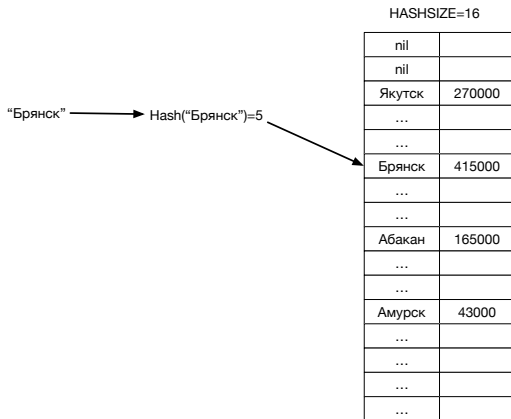 HASHSIZE=16
nil
nil
Якутск 270000
...
...
"Брянск" Hash("Брянск")=5 Брянск 415000
...
...
Абакан 165000
...
...
Амурск 43000
...
...
...
...